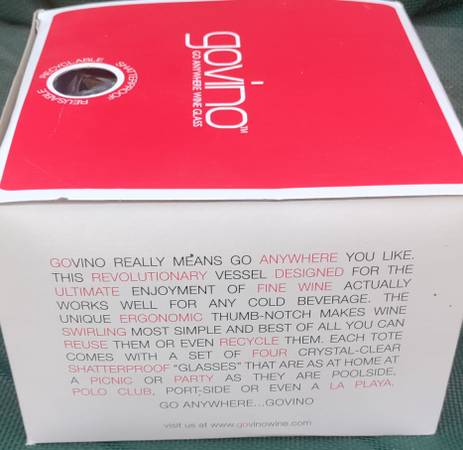 govino™
GO ANYWHERE WINE GLASS
RECYCLABLE SHATTERPROOF REUSABLE
GOVINO REALLY MEANS GO ANYWHERE YOU LIKE.
THIS REVOLUTIONARY VESSEL DESIGNED FOR THE
ULTIMATE ENJOYMENT OF FINE WINE ACTUALLY
WORKS WELL FOR ANY COLD BEVERAGE. THE
UNIQUE ERGONOMIC THUMB-NOTCH MAKES WINE
SWIRLING MOST SIMPLE AND BEST OF ALL YOU CAN
REUSE THEM OR EVEN RECYCLE THEM. EACH TOTE
COMES WITH A SET OF FOUR CRYSTAL-CLEAR
SHATTERPROOF "GLASSES" THAT ARE AS AT HOME AT
A PICNIC OR PARTY AS THEY ARE POOLSIDE,
POLO CLUB, PORT-SIDE OR EVEN A LA PLAYA.
GO ANYWHERE...GOVINO
visit us at www.govinowine.com